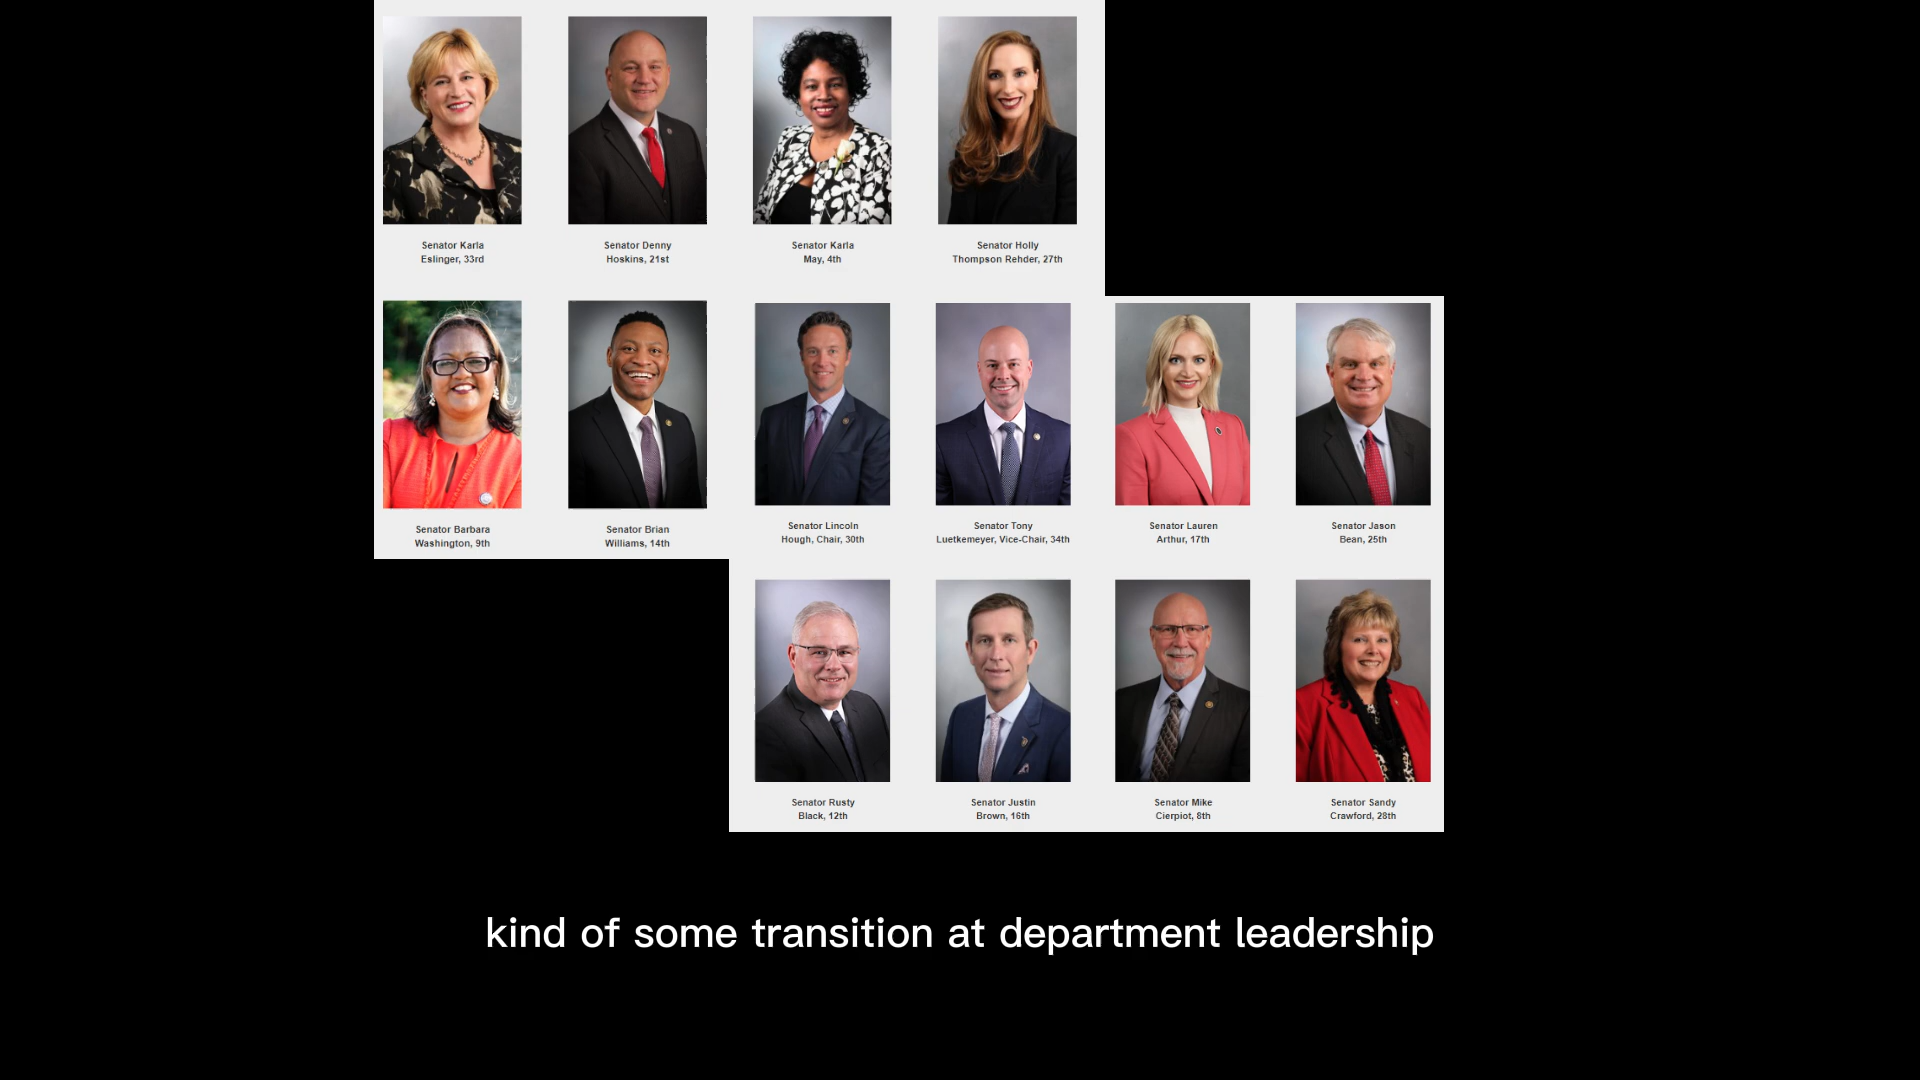 Senator Karla
Eslinger, 33rd
Senator Denny
Hoskins, 21st
Senator Karla
May, 4th
Senator Holly
Thompson Rehder, 27th
Senator Barbara
Washington, 9th
Senator Brian
Williams, 14th
Senator Lincoln
Hough, Chair, 30th
Senator Tony
Luetkemeyer, Vice-Chair, 34th
Senator Lauren
Arthur, 17th
Senator Jason
Bean, 25th
Senator Rusty
Black, 12th
Senator Justin
Brown, 16th
Senator Mike
Cierpiot, 8th
Senator Sandy
Crawford, 28th
kind of some transition at department leadership